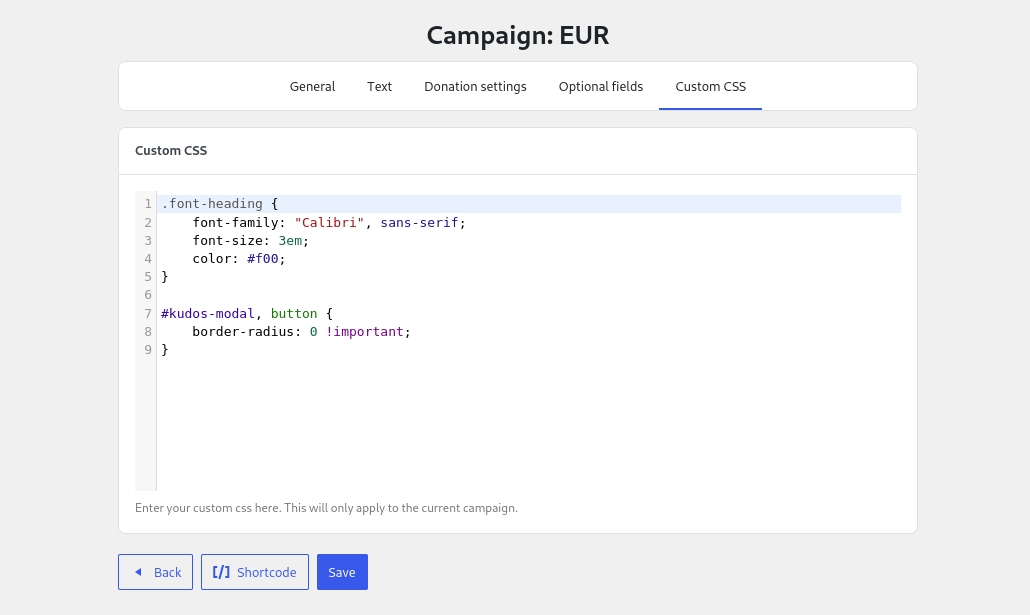 Campaign: EUR
General Text Donation settings Optional fields Custom CSS
Custom CSS
1 .font-heading {
2     font-family: "Calibri", sans-serif;
3     font-size: 3em;
4     color: #f00;
5 }
6
7 #kudos-modal, button {
8     border-radius: 0 !important;
9 }
Enter your custom css here. This will only apply to the current campaign.
Back [/] Shortcode Save